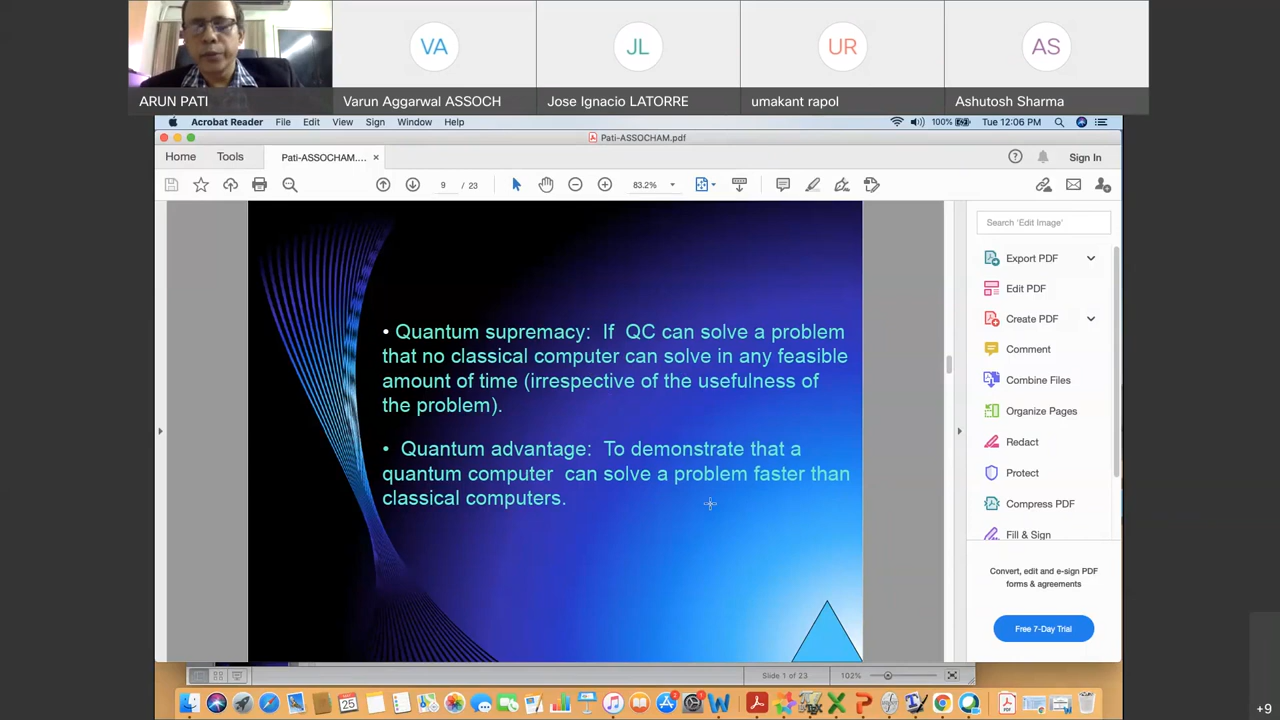 VA
JL
UR
AS
ARUN PATI
Varun Aggarwal ASSOCH
Jose Ignacio LATORRE
umakant rapol
Ashutosh Sharma
Acrobat Reader File Edit View Sign Window Help
100% Tue 12:06 PM
Pati-ASSOCHAM.pdf
Home Tools Pati-ASSOCHAM.... × Sign In
9 / 23 83.2%
Search 'Edit Image'
Export PDF
Edit PDF
Create PDF
Comment
Combine Files
Organize Pages
Redact
Protect
Compress PDF
Fill & Sign
Convert, edit and e-sign PDF
forms & agreements
Free 7-Day Trial
• Quantum supremacy: If QC can solve a problem
that no classical computer can solve in any feasible
amount of time (irrespective of the usefulness of
the problem).
• Quantum advantage: To demonstrate that a
quantum computer can solve a problem faster than
classical computers.
Slide 1 of 23 102%
25
+9